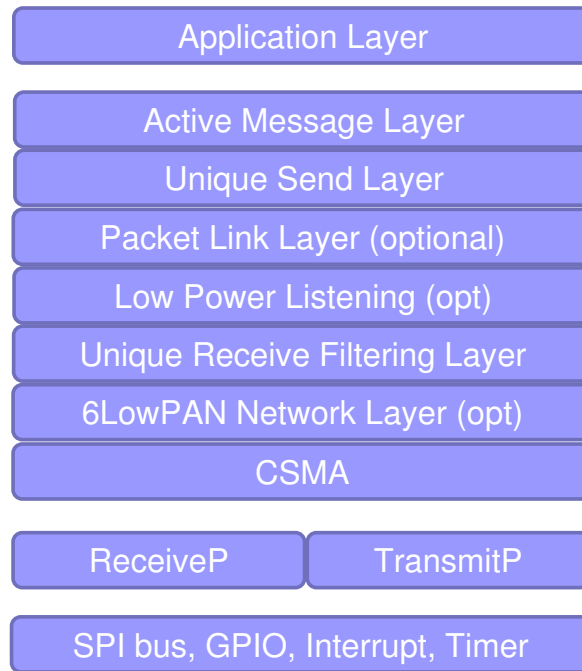 Application Layer
Active Message Layer
Unique Send Layer
Packet Link Layer (optional)
Low Power Listening (opt)
Unique Receive Filtering Layer
6LowPAN Network Layer (opt)
CSMA
ReceiveP
TransmitP
SPI bus, GPIO, Interrupt, Timer